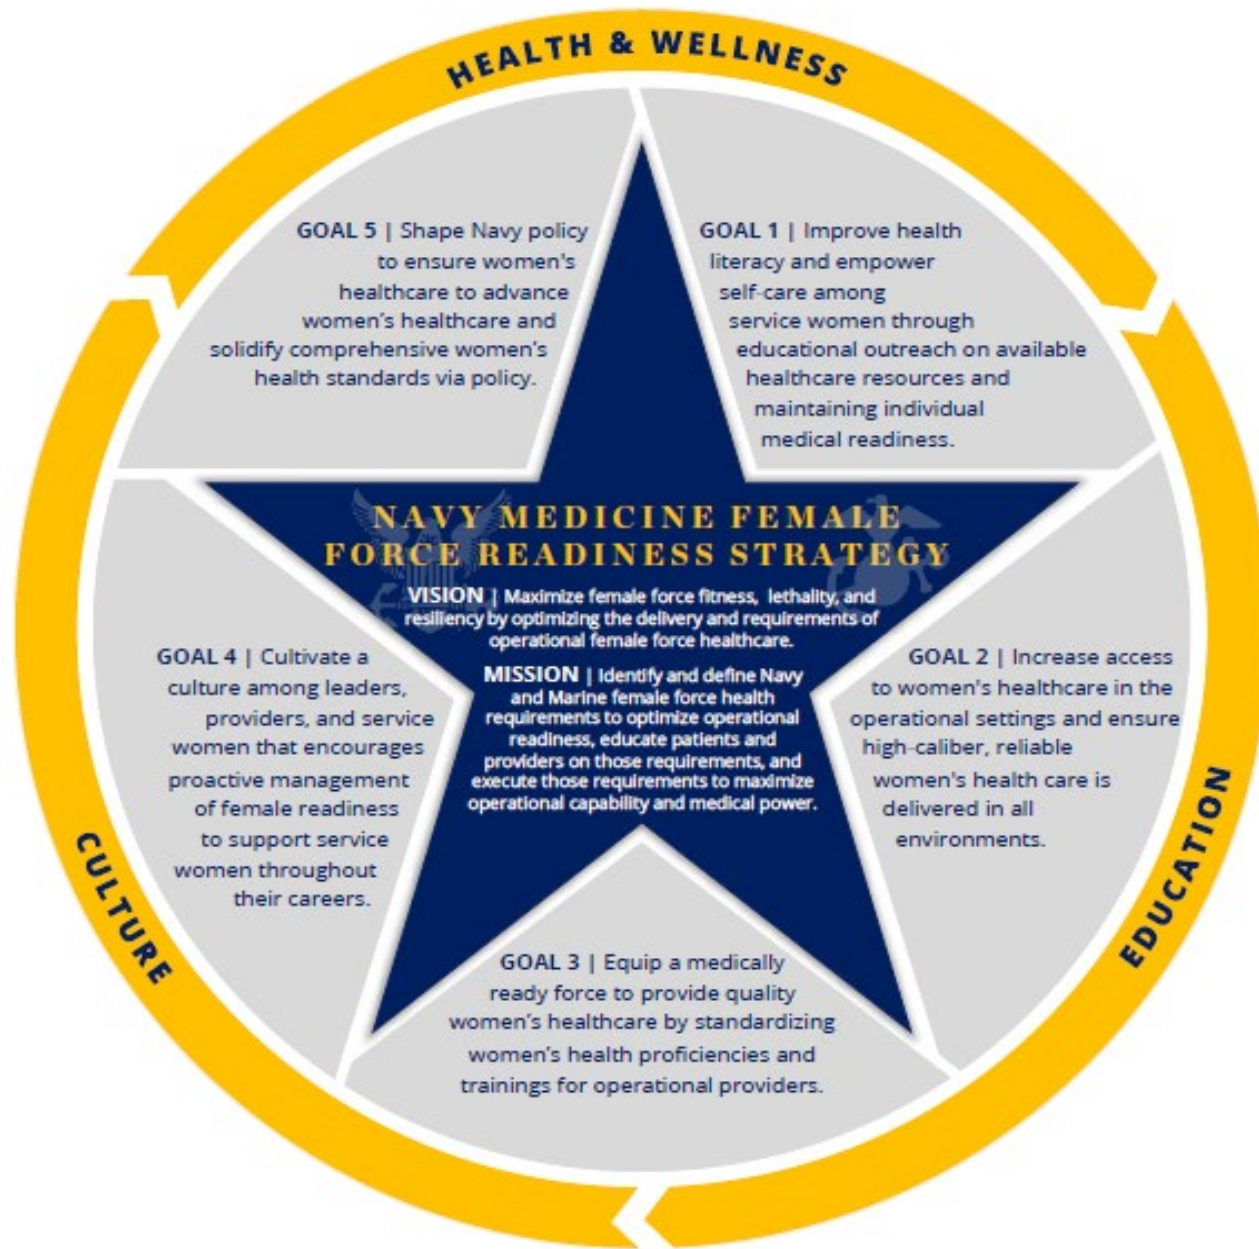 HEALTH & WELLNESS
GOAL 5 | Shape Navy policy
to ensure women's
healthcare to advance
women’s healthcare and
solidify comprehensive women’s
health standards via policy.
GOAL 1 | Improve health
literacy and empower
self-care among
service women through
educational outreach on available
healthcare resources and
maintaining individual
medical readiness.
NAVY MEDICINE FEMALE
FORCE READINESS STRATEGY
VISION | Maximize female force fitness, lethality, and
resiliency by optimizing the delivery and requirements of
operational female force healthcare.
MISSION | Identify and define Navy
and Marine female force health
requirements to optimize operational
readiness, educate patients and
providers on those requirements, and
execute those requirements to maximize
operational capability and medical power.
GOAL 4 | Cultivate a
culture among leaders,
providers, and service
women that encourages
proactive management
of female readiness
to support service
women throughout
their careers.
GOAL 2 | Increase access
to women's healthcare in the
operational settings and ensure
high-caliber, reliable
women's health care is
delivered in all
environments.
CULTURE
EDUCATION
GOAL 3 | Equip a medically
ready force to provide quality
women’s healthcare by standardizing
women’s health proficiencies and
trainings for operational providers.